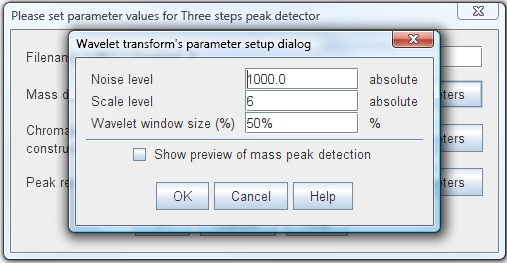 Please set parameter values for Three steps peak detector
Filenam
Wavelet transform's parameter setup dialog
Noise level 1000.0 absolute
Mass d eters
Scale level 6 absolute
Wavelet window size (%) 50% %
Chroma eters
constru
Show preview of mass peak detection
Peak re eters
OK Cancel Help